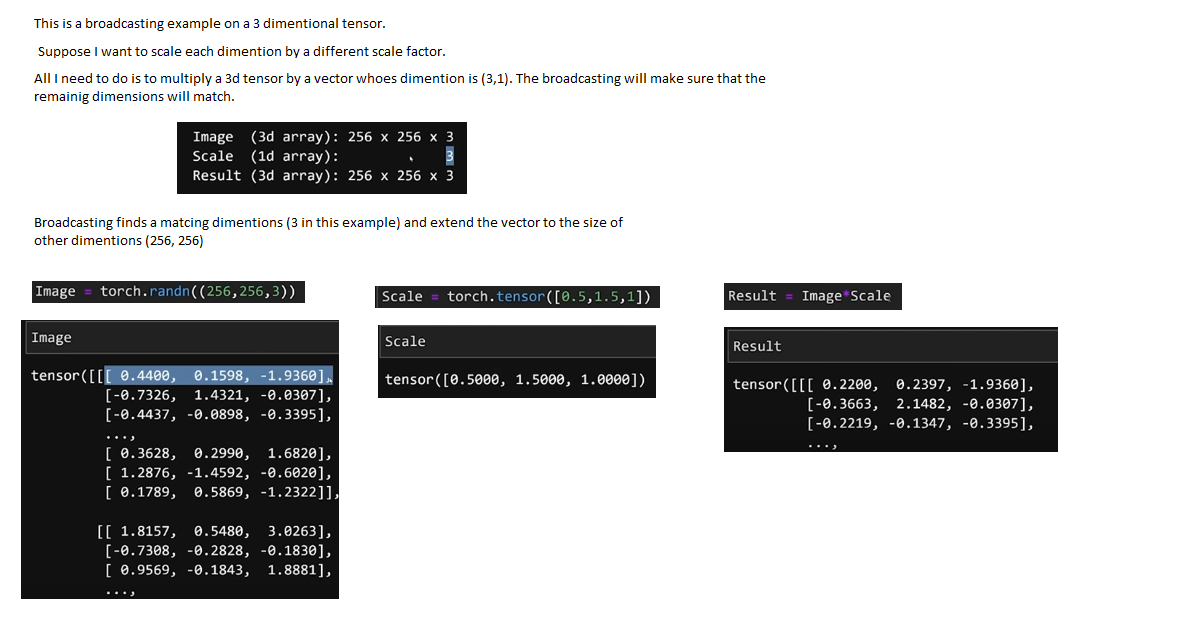 This is a broadcasting example on a 3 dimentional tensor.
Suppose I want to scale each dimention by a different scale factor.
All I need to do is to multiply a 3d tensor by a vector whoes dimention is (3,1). The broadcasting will make sure that the
remainig dimensions will match.
Image  (3d array): 256 x 256 x 3
Scale  (1d array):             3
Result (3d array): 256 x 256 x 3
Broadcasting finds a matcing dimentions (3 in this example) and extend the vector to the size of
other dimentions (256, 256)
Image = torch.randn((256,256,3))
Image
tensor([[[ 0.4400,  0.1598, -1.9360],
[-0.7326,  1.4321, -0.0307],
[-0.4437, -0.0898, -0.3395],
...,
[ 0.3628,  0.2990,  1.6820],
[ 1.2876, -1.4592, -0.6020],
[ 0.1789,  0.5869, -1.2322]],
[[ 1.8157,  0.5480,  3.0263],
[-0.7308, -0.2828, -0.1830],
[ 0.9569, -0.1843,  1.8881],
...,
Scale = torch.tensor([0.5,1.5,1])
Scale
tensor([0.5000, 1.5000, 1.0000])
Result = Image*Scale
Result
tensor([[[ 0.2200,  0.2397, -1.9360],
[-0.3663,  2.1482, -0.0307],
[-0.2219, -0.1347, -0.3395],
...,